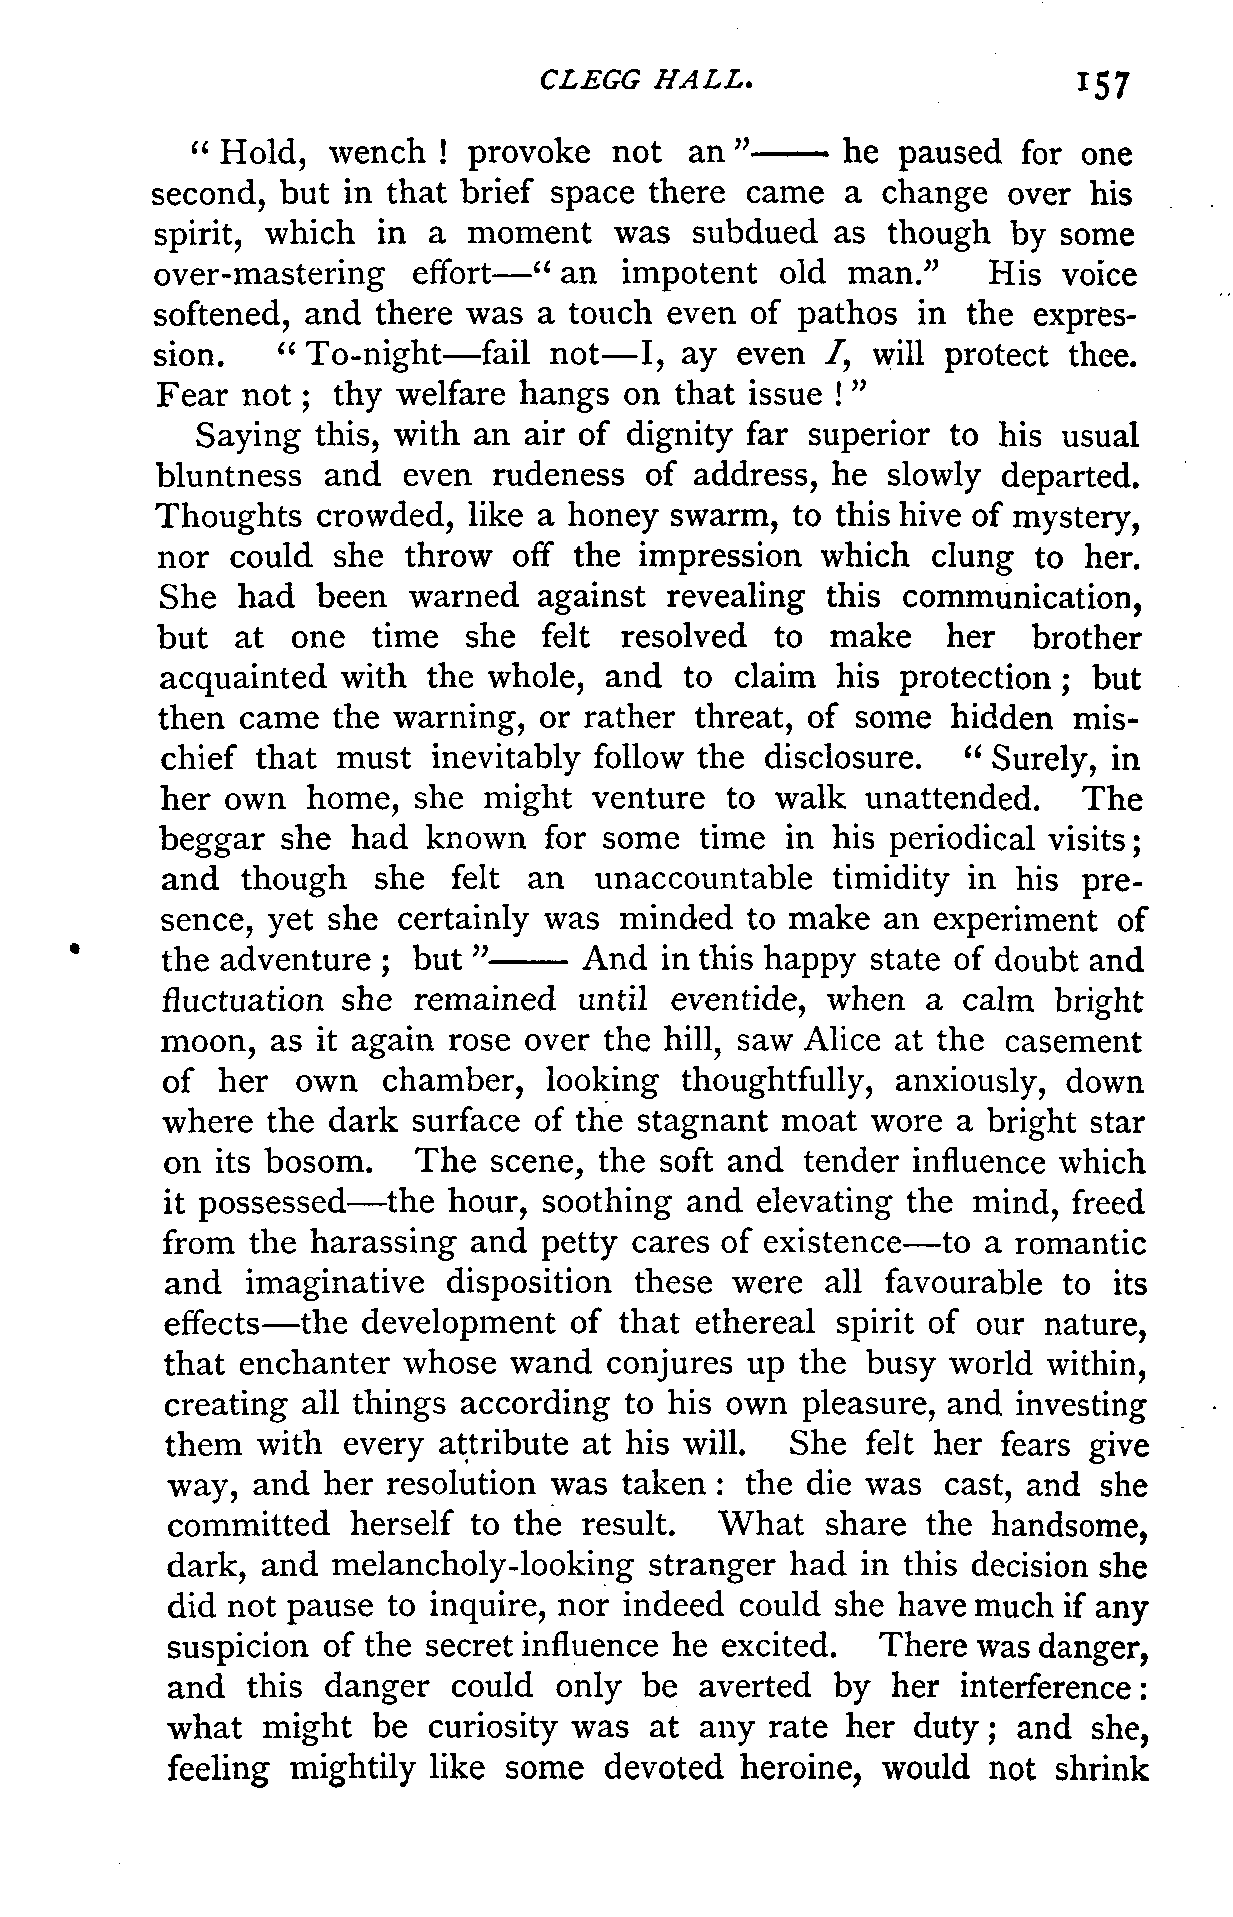 CLEGG HALL. 157
“ Hold, wench ! provoke not an ”—— he paused for one
second, but in that brief space there came a change over his
spirit, which in a moment was subdued as though by some
over-mastering effort—“ an impotent old man.” His voice
softened, and there was a touch even of pathos in the expres-
sion. “ To-night—fail not—I, ay even I, will protect thee.
Fear not ; thy welfare hangs on that issue ! ”
Saying this, with an air of dignity far superior to his usual
bluntness and even rudeness of address, he slowly departed.
Thoughts crowded, like a honey swarm, to this hive of mystery,
nor could she throw off the impression which clung to her.
She had been warned against revealing this communication,
but at one time she felt resolved to make her brother
acquainted with the whole, and to claim his protection ; but
then came the warning, or rather threat, of some hidden mis-
chief that must inevitably follow the disclosure. “ Surely, in
her own home, she might venture to walk unattended. The
beggar she had known for some time in his periodical visits ;
and though she felt an unaccountable timidity in his pre-
sence, yet she certainly was minded to make an experiment of
the adventure ; but ”—— And in this happy state of doubt and
fluctuation she remained until eventide, when a calm bright
moon, as it again rose over the hill, saw Alice at the casement
of her own chamber, looking thoughtfully, anxiously, down
where the dark surface of the stagnant moat wore a bright star
on its bosom. The scene, the soft and tender influence which
it possessed—the hour, soothing and elevating the mind, freed
from the harassing and petty cares of existence—to a romantic
and imaginative disposition these were all favourable to its
effects—the development of that ethereal spirit of our nature,
that enchanter whose wand conjures up the busy world within,
creating all things according to his own pleasure, and investing
them with every attribute at his will. She felt her fears give
way, and her resolution was taken : the die was cast, and she
committed herself to the result. What share the handsome,
dark, and melancholy-looking stranger had in this decision she
did not pause to inquire, nor indeed could she have much if any
suspicion of the secret influence he excited. There was danger,
and this danger could only be averted by her interference :
what might be curiosity was at any rate her duty ; and she,
feeling mightily like some devoted heroine, would not shrink